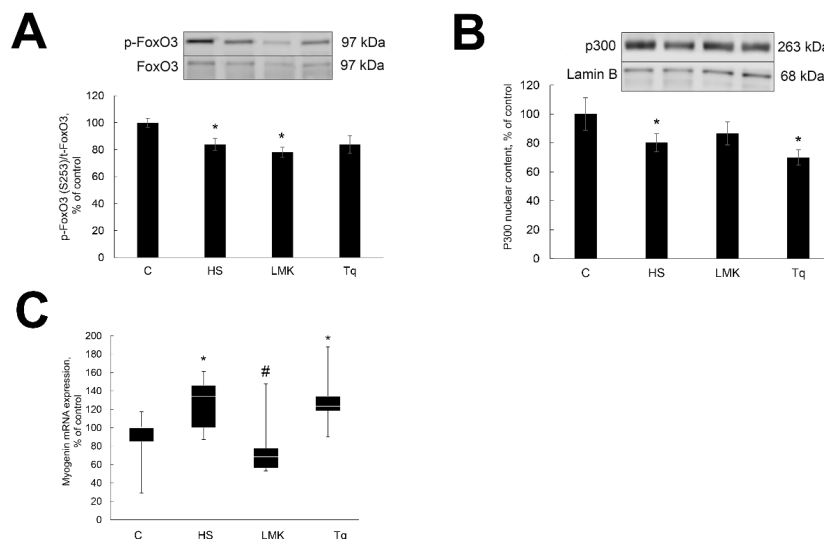 A
p-FoxO3 97 kDa
FoxO3 97 kDa
p-FoxO3 (S253)/t-FoxO3,
% of control
120
100
80
60
40
20
0
* *
C HS LMK Tq
B
p300 263 kDa
Lamin B 68 kDa
P300 nuclear content, % of control
120
100
80
60
40
20
0
* *
C HS LMK Tq
C
Myogenin mRNA expression,
% of control
200
180
160
140
120
100
80
60
40
20
0
* # *
C HS LMK Tq